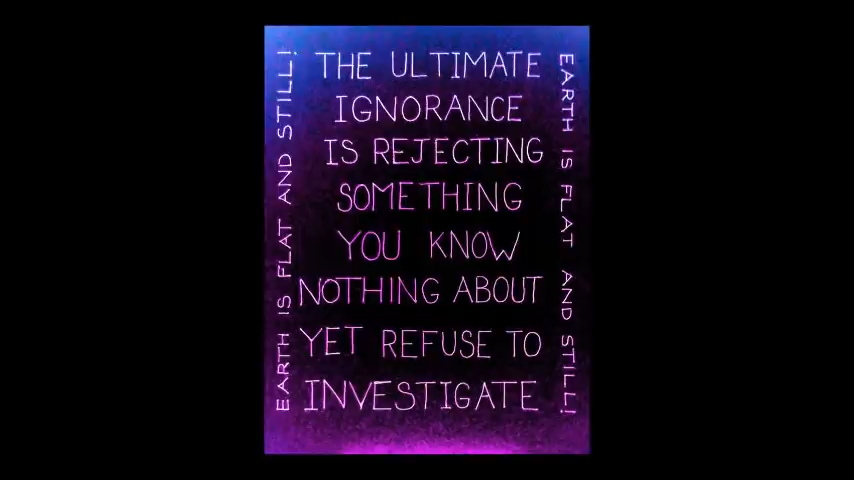 EARTH IS FLAT AND STILL!
THE ULTIMATE
IGNORANCE
IS REJECTING
SOMETHING
YOU KNOW
NOTHING ABOUT
YET REFUSE TO
INVESTIGATE
EARTH IS FLAT AND STILL!